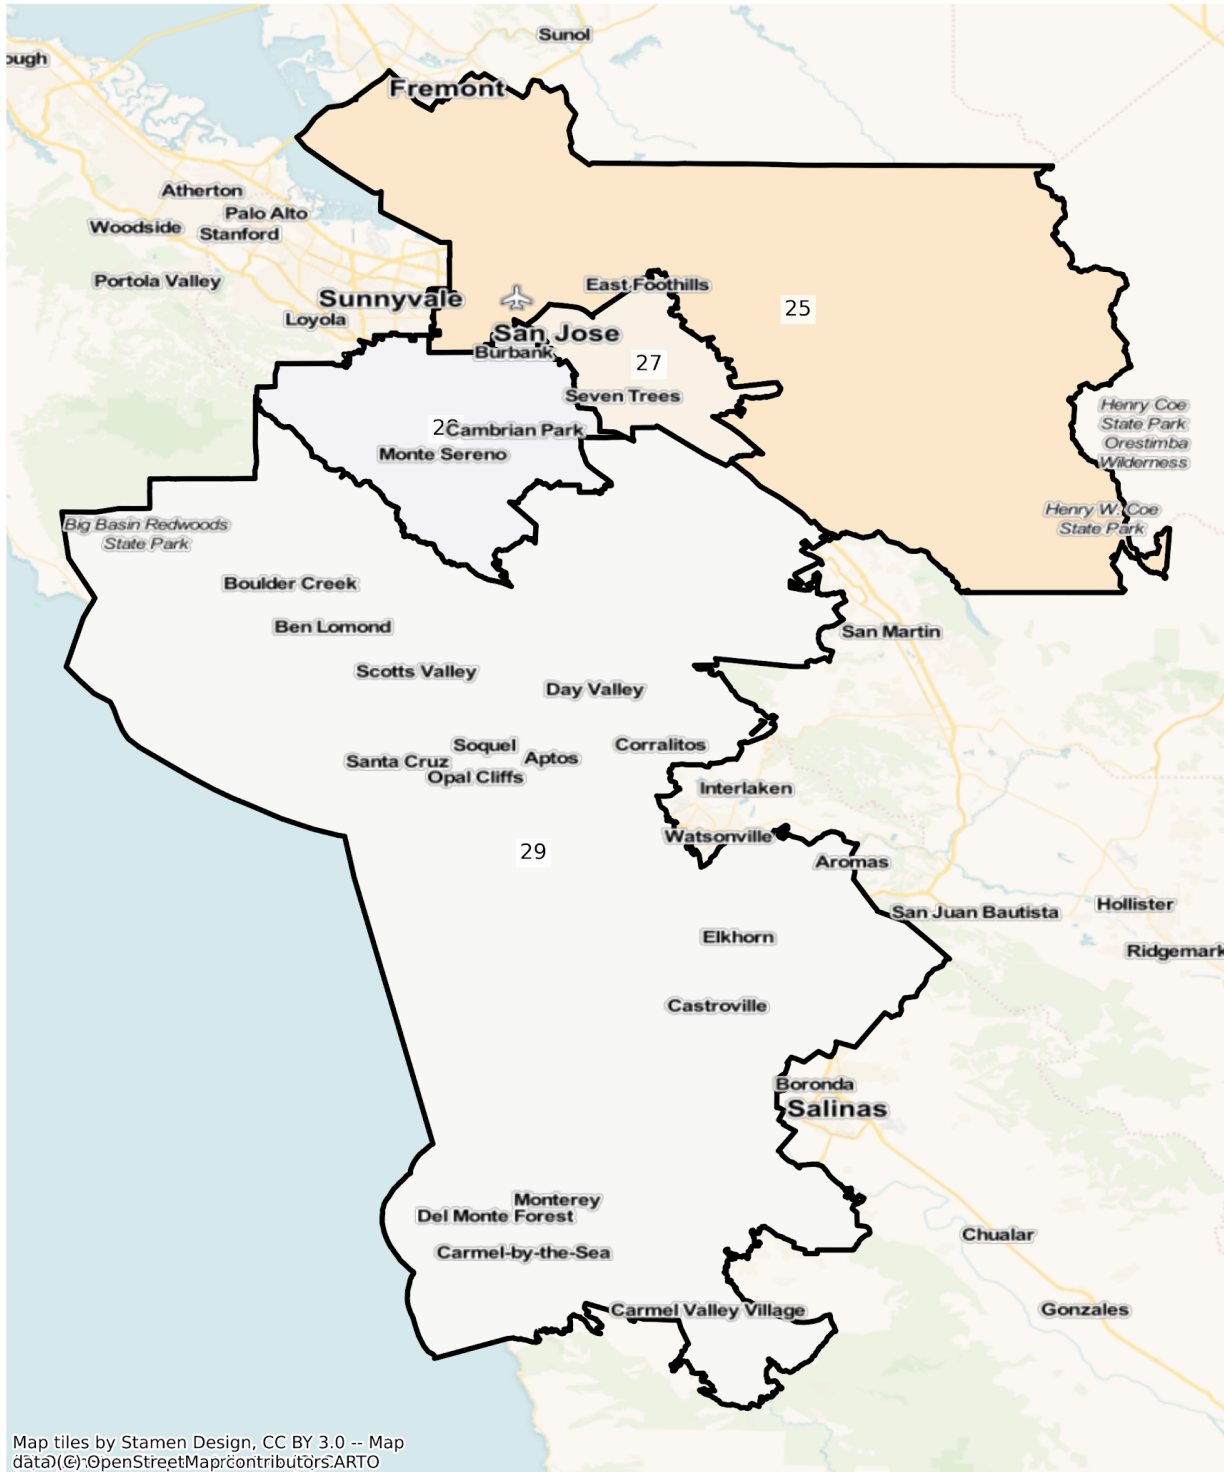 Sunol
ough
Fremont
Atherton
Palo Alto
Woodside
Stanford
Portola Valley
East Foothills
Sunnyvale
25
Loyola
San Jose
Burbank
27
Seven Trees
Henry Coe
State Park
Orestimba
Wilderness
Cambrian Park
Monte Sereno
Henry W. Coe
State Park
Big Basin Redwoods
State Park
Boulder Creek
Ben Lomond
San Martin
Scotts Valley
Day Valley
Soquel
Corralitos
Santa Cruz
Aptos
Opal Cliffs
Interlaken
Watsonville
29
Aromas
Hollister
San Juan Bautista
Elkhorn
Ridgemark
Castroville
Boronda
Salinas
Monterey
Del Monte Forest
Chualar
Carmel-by-the-Sea
Carmel Valley Village
Gonzales
Map tiles by Stamen Design, CC BY 3.0 -- Map
data (C) OpenStreetMap contributors